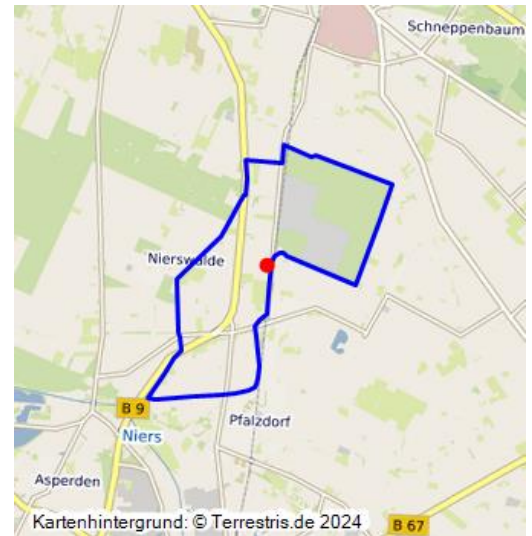 Schneppenbaum
Nierswalde
B 9
Niers
Pfalzdorf
Asperden
Kartenhintergrund: © Terrestris.de 2024
B 67